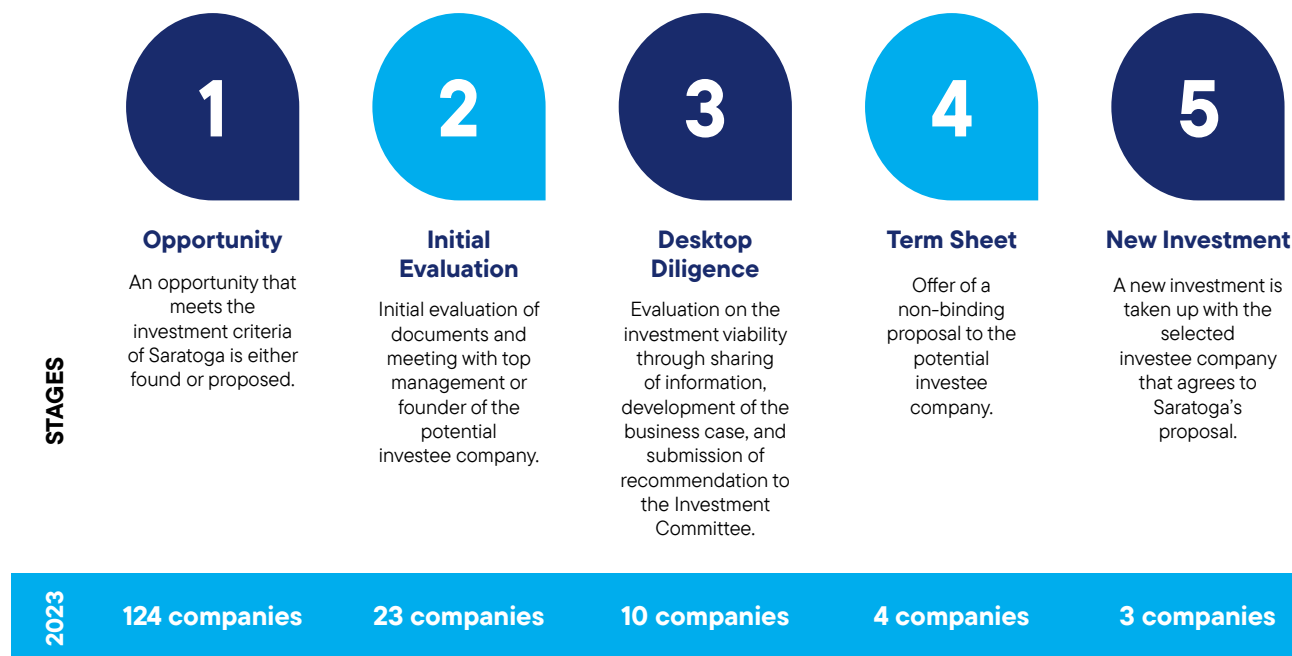 1
2
3
4
5
STAGES
Opportunity
An opportunity that
meets the
investment criteria
of Saratoga is either
found or proposed.
Initial
Evaluation
Initial evaluation of
documents and
meeting with top
management or
founder of the
potential
investee company.
Desktop
Diligence
Evaluation on the
investment viability
through sharing
of information,
development of the
business case, and
submission of
recommendation to
the Investment
Committee.
Term Sheet
Offer of a
non-binding
proposal to the
potential
investee
company.
New Investment
A new investment is
taken up with the
selected
investee company
that agrees to
Saratoga’s
proposal.
2023
124 companies
23 companies
10 companies
4 companies
3 companies